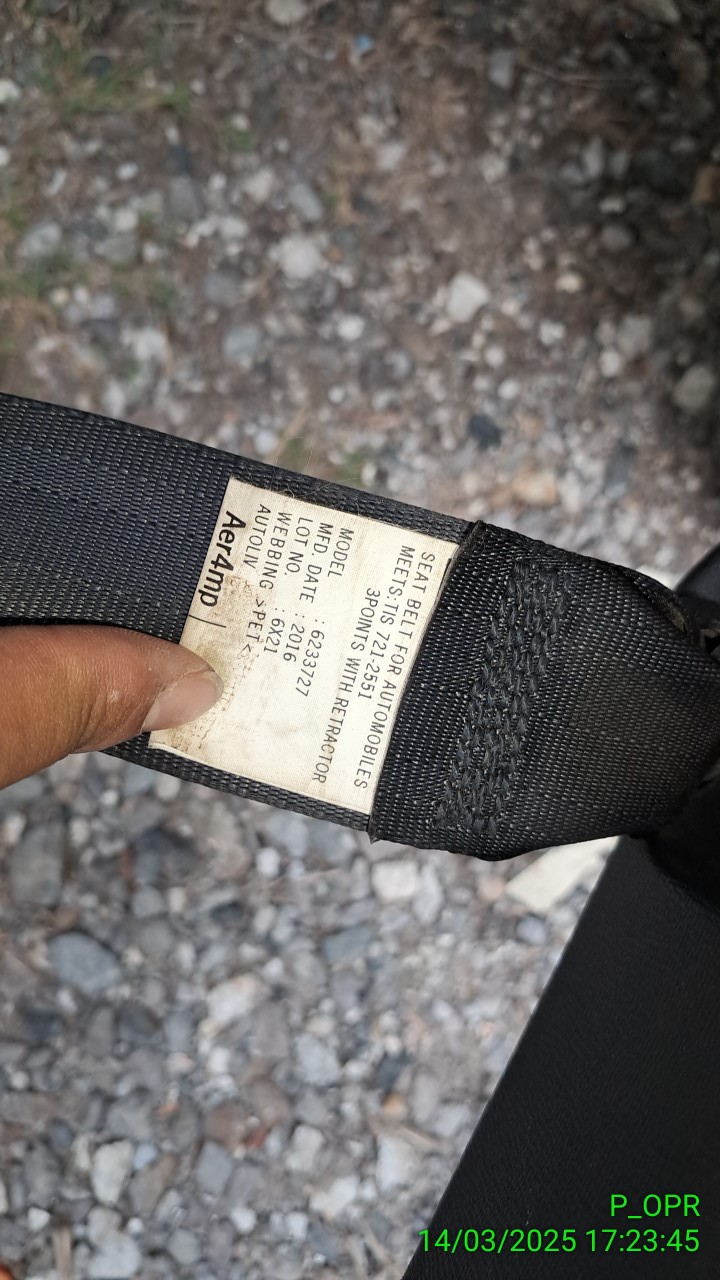 SEAT BELT FOR AUTOMOBILES
MEETS:TIS 721-2551
3POINTS WITH RETRACTOR
MODEL : 6233727
MFD. DATE : 2016
LOT NO. : 6X21
WEBBING >PET<
AUTOLIV
Aer4mp
P_OPR
14/03/2025 17:23:45